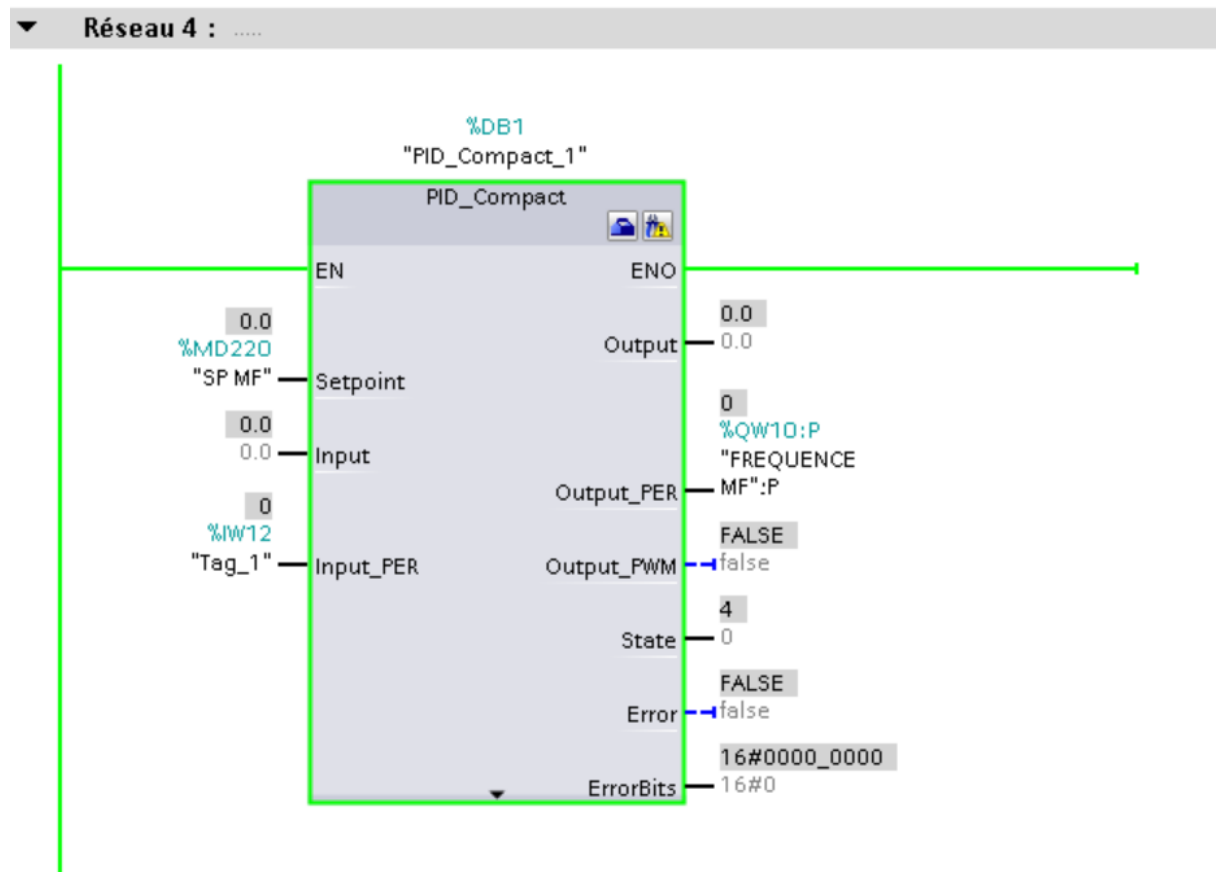 Réseau 4 : .....
%DB1
"PID_Compact_1"
PID_Compact
EN
ENO
0.0
%MD220
"SP MF"
Setpoint
0.0
0.0
Input
0
%IW12
"Tag_1"
Input_PER
0.0
Output
0.0
0
%QW10:P
"FREQUENCE
Output_PER
MF":P
FALSE
Output_PWM
false
4
State
0
FALSE
Error
false
16#0000_0000
ErrorBits
16#0